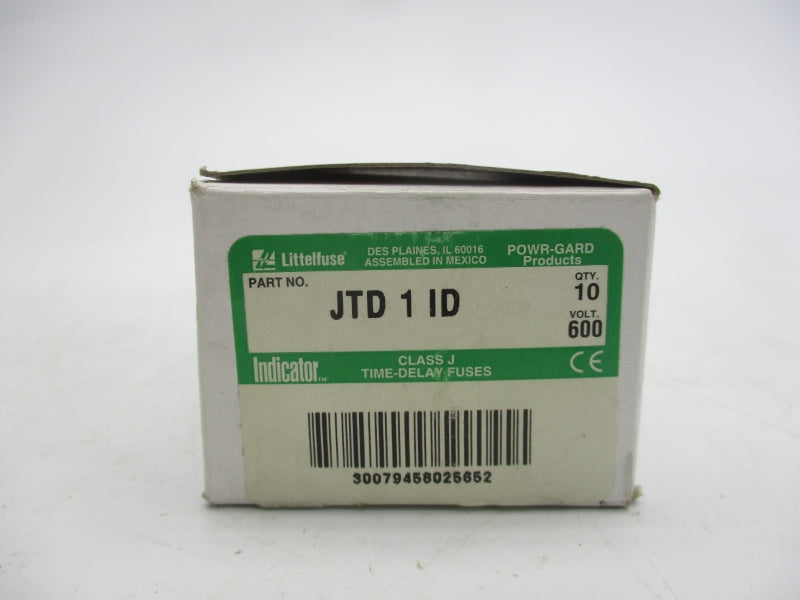 Littelfuse®
DES PLAINES, IL 60016
ASSEMBLED IN MEXICO
POWR-GARD
Products
PART NO.
JTD 1 ID
QTY.
10
VOLT.
600
Indicator™
CLASS J
TIME-DELAY FUSES
CE
30079458025652